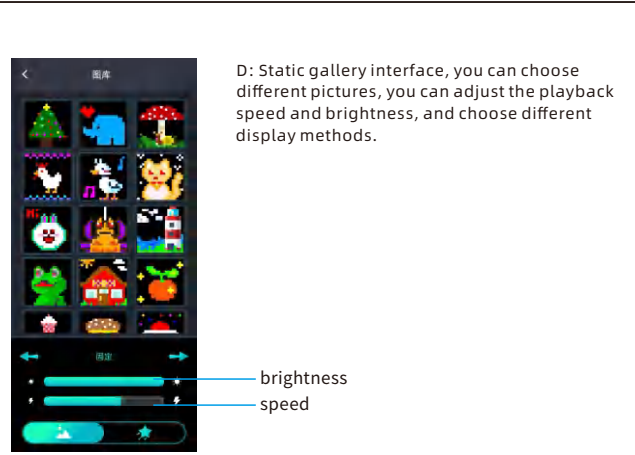 图库
D: Static gallery interface, you can choose
different pictures, you can adjust the playback
speed and brightness, and choose different
display methods.
Hi
固定
brightness
speed